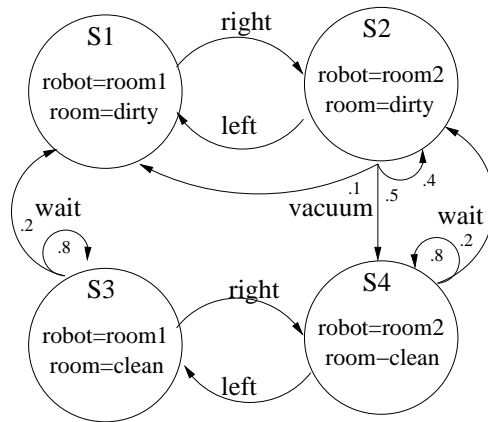 S1
right
S2
robot=room1
room=dirty
robot=room2
room=dirty
left
.1
.5
.4
vacuum
wait
.2
.8
wait
.2
.8
S3
right
S4
robot=room1
room=clean
robot=room2
room−clean
left